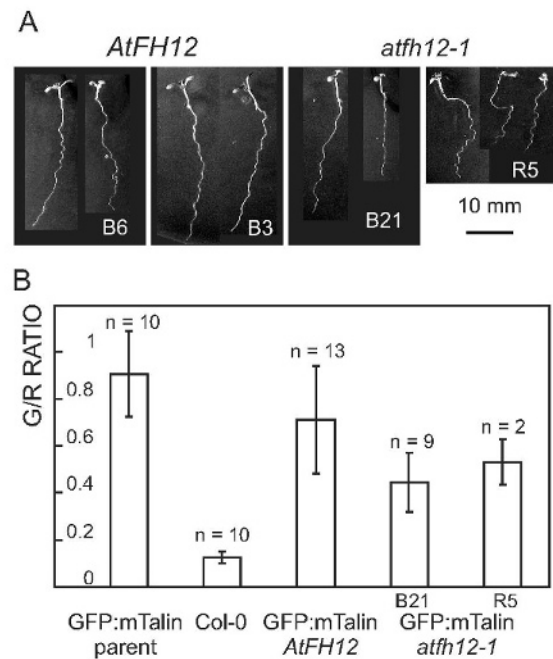 A
AtFH12 atfh12-1
B6 B3 B21 R5
10 mm
B
G/R RATIO
1
0.8
0.6
0.4
0.2
0
n = 10
n = 10
n = 13
n = 9
n = 2
B21 R5
GFP:mTalin Col-0 GFP:mTalin GFP:mTalin
parent AtFH12 atfh12-1